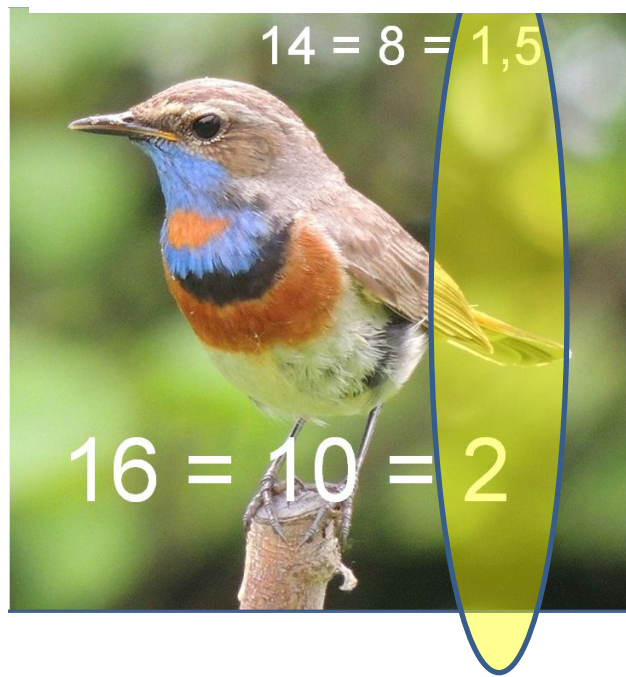 14 = 8 = 1,5
16 = 10 = 2